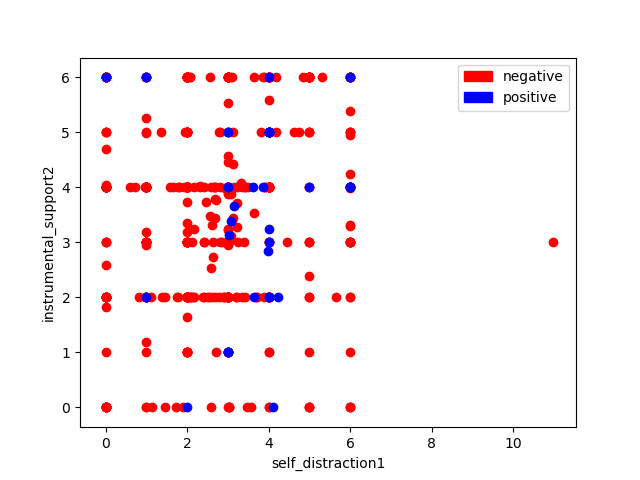 negative
positive
6
5
4
3
2
1
0
instrumental_support2
0 2 4 6 8 10
self_distraction1